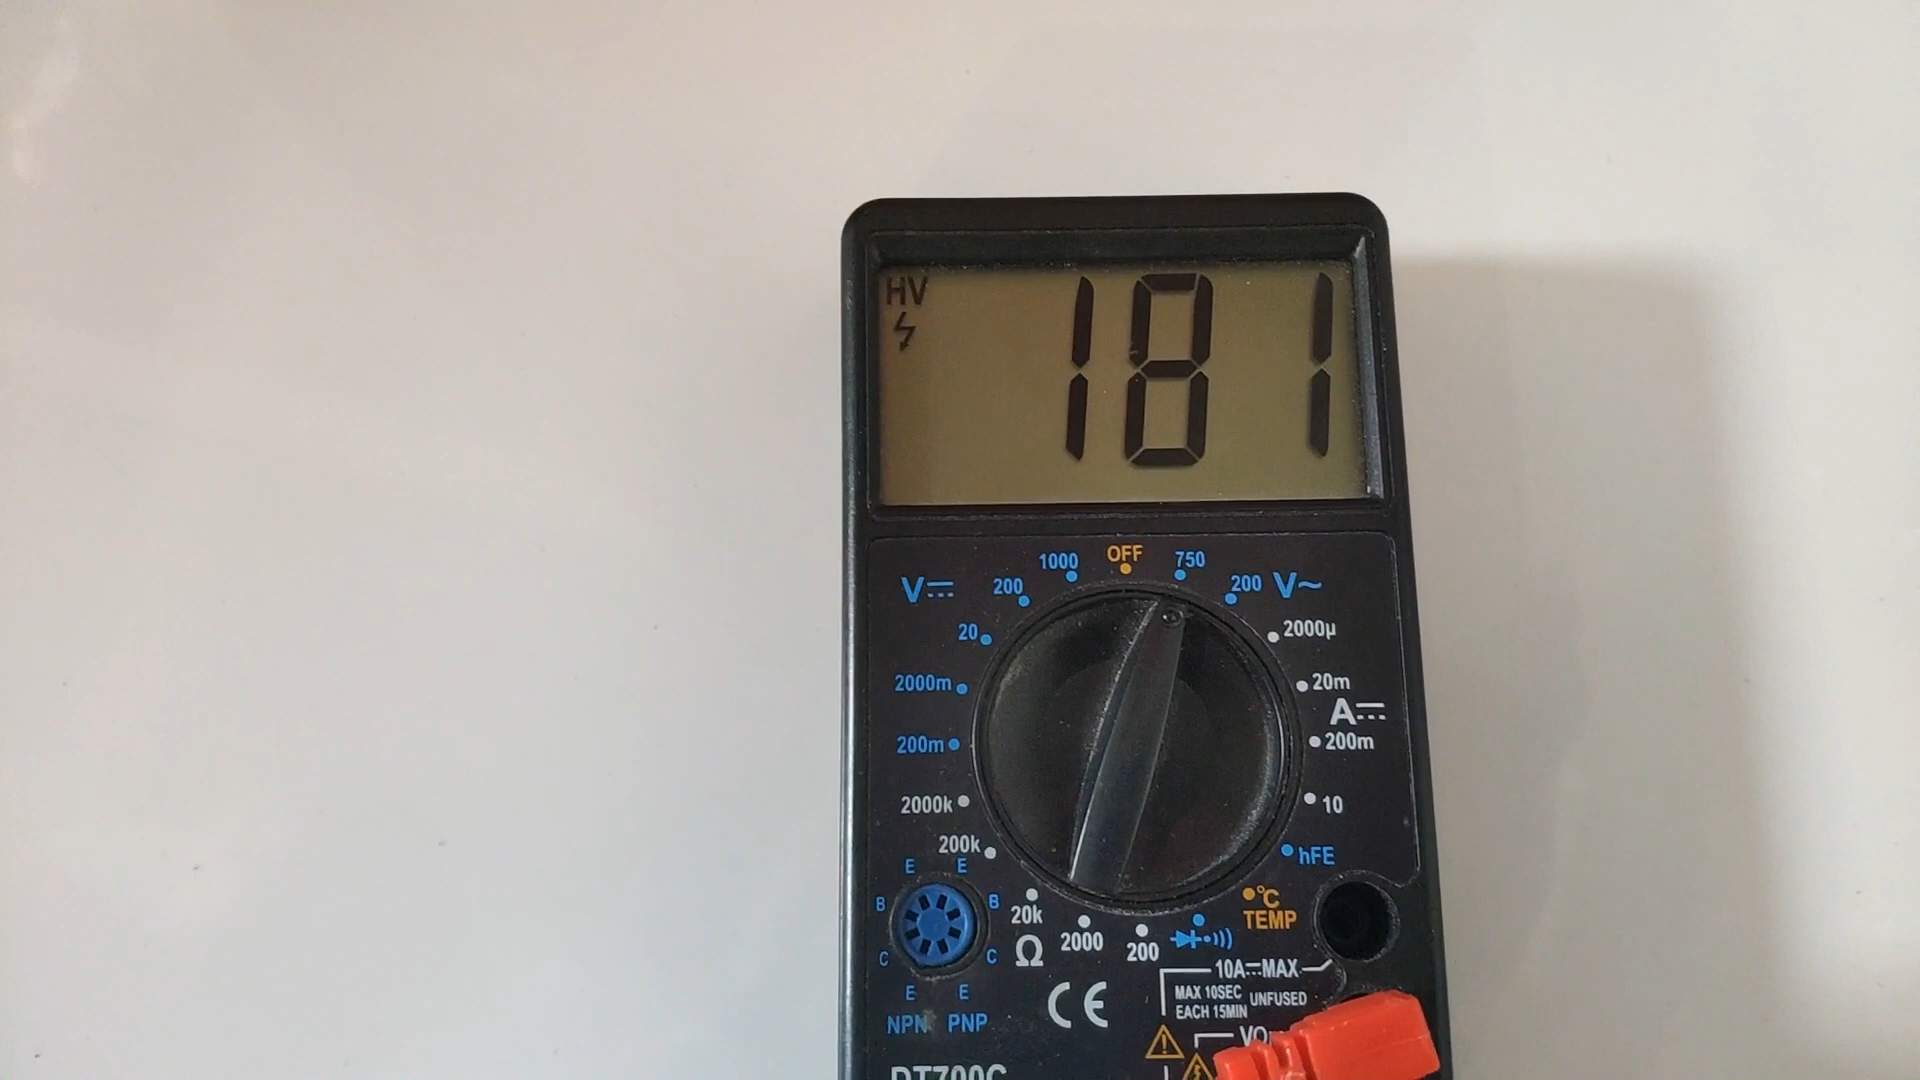 HV
181
OFF
1000 750
V⎓ 200 200 V~
20 2000µ
2000m 20m
A⎓
200m 200m
2000k 10
200k hFE
E E
B B
C C
E E
NPN PNP
20k 2000 200
Ω
°C
TEMP
CE
10A⎓MAX
MAX 10SEC
EACH 15MIN
UNFUSED
DT700C